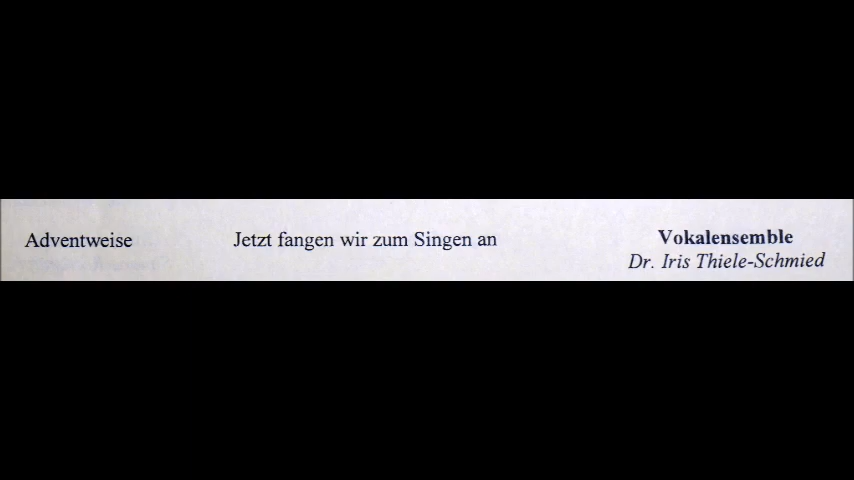 Adventweise Jetzt fangen wir zum Singen an Vokalensemble
Dr. Iris Thiele-Schmied